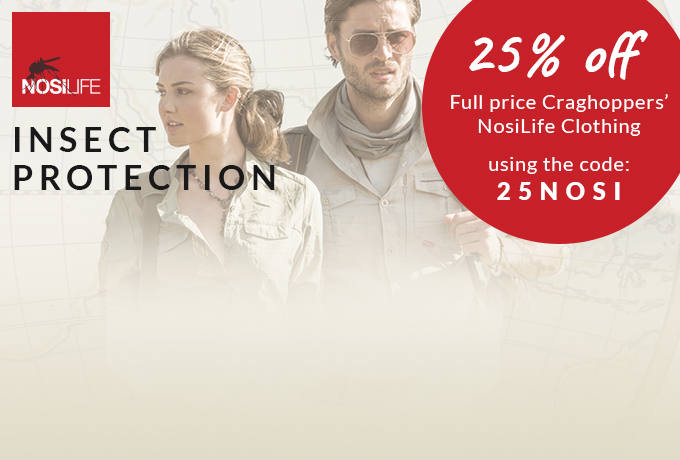 NOSiLIFE
INSECT
PROTECTION
25% off
Full price Craghoppers’
NosiLife Clothing
using the code:
25NOSI